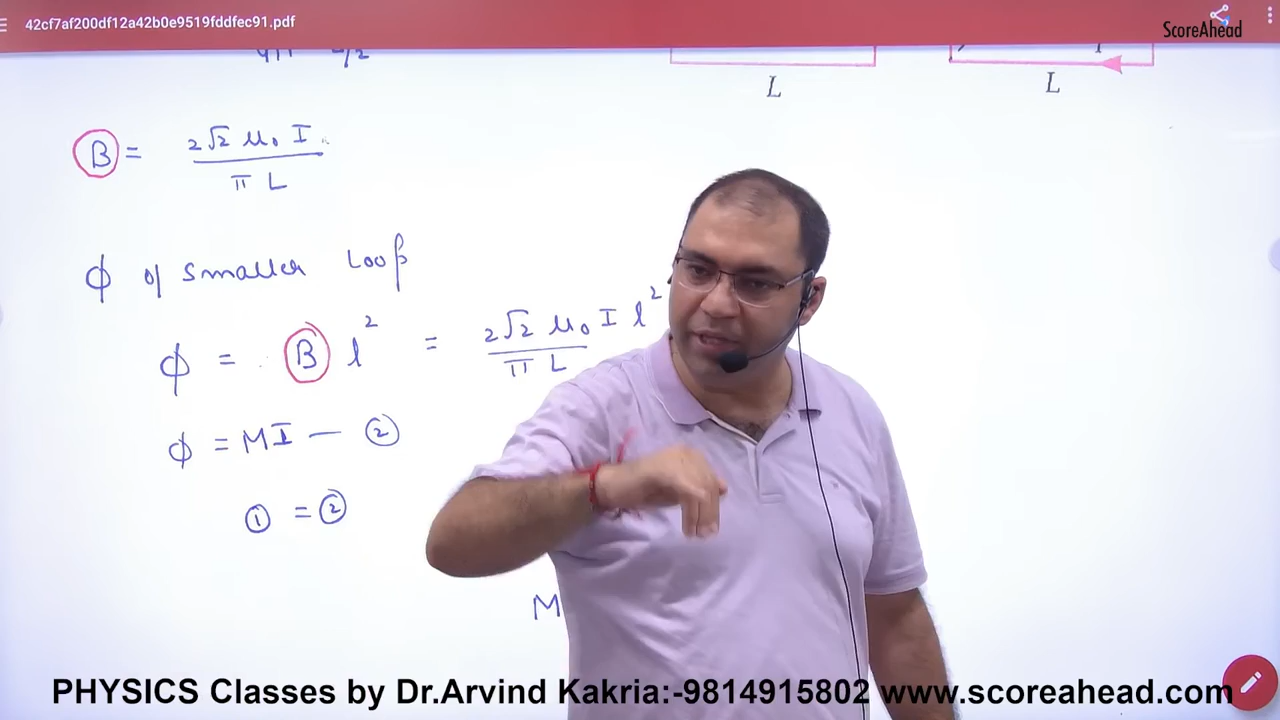 42cf7af200df12a42b0e9519fddfec91.pdf
ScoreAhead
L
L
B = 2√2 μ₀ I / π L
ϕ of smaller Loop
ϕ = B l² = 2√2 μ₀ I l² / π L
ϕ = MI — ②
① = ②
M
PHYSICS Classes by Dr.Arvind Kakria:-9814915802 www.scoreahead.com